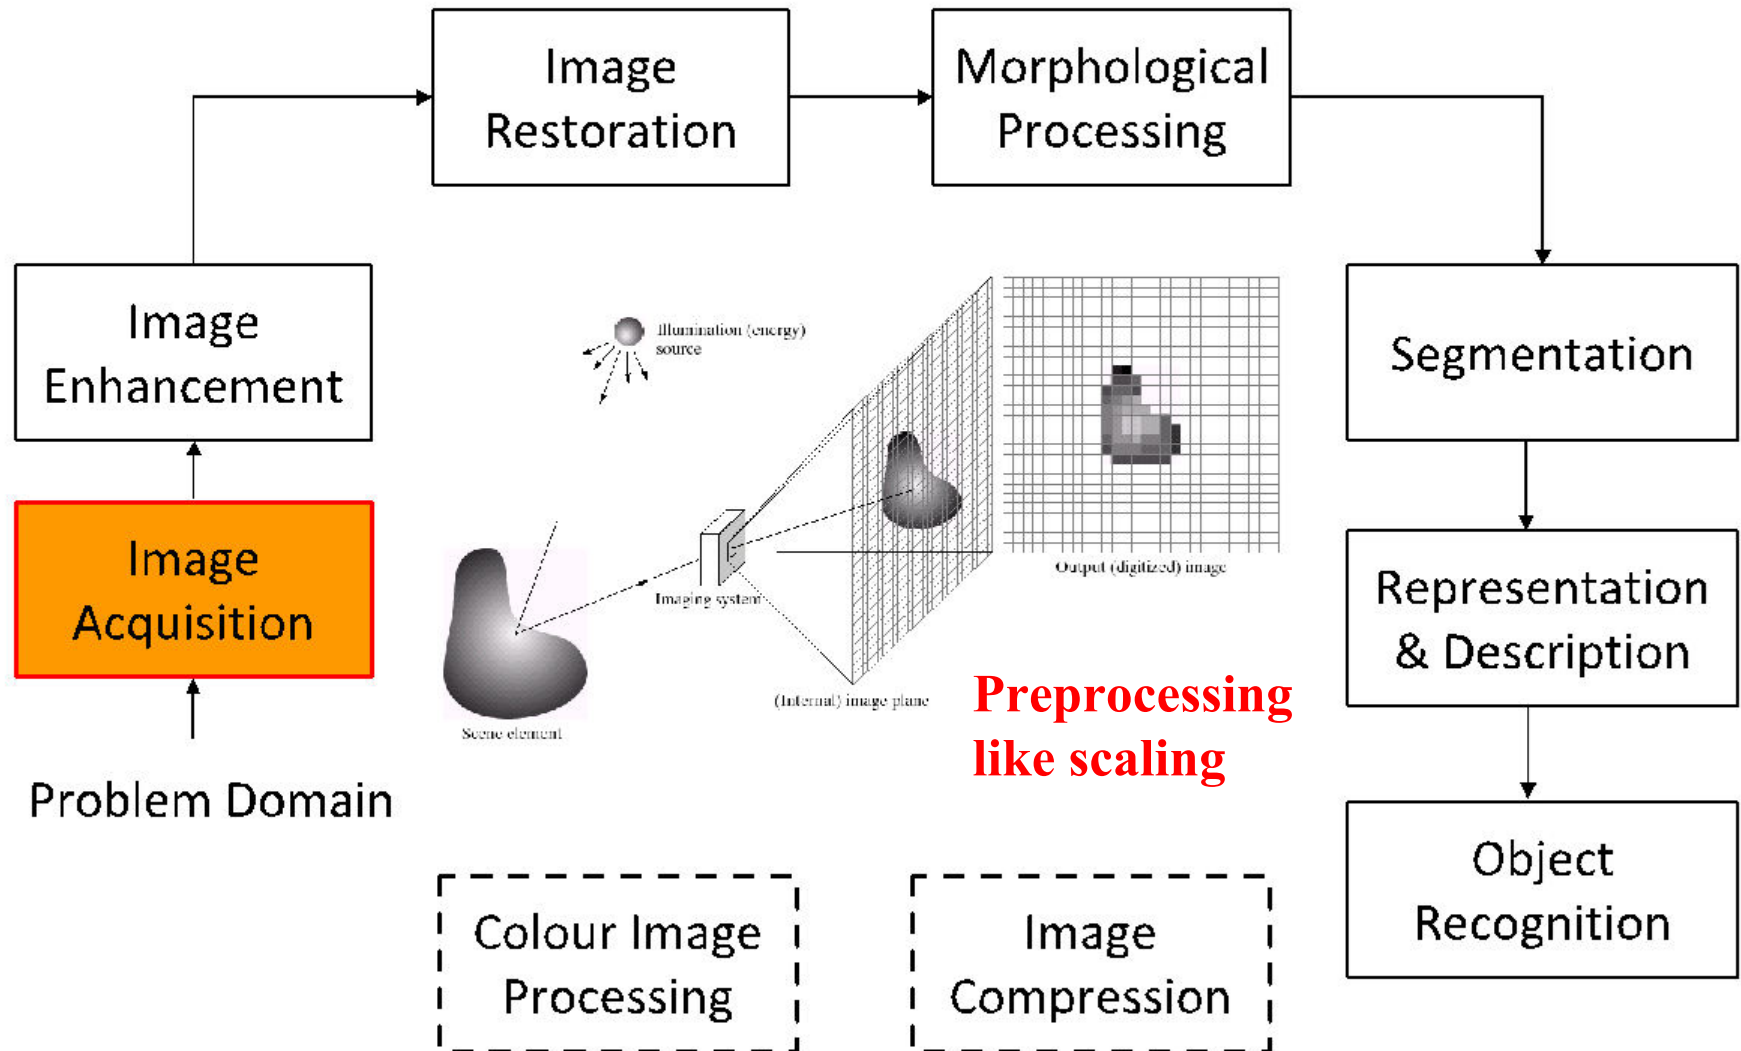 Image
Restoration
Morphological
Processing
Image
Enhancement
Illumination (energy)
source
Segmentation
Image
Acquisition
Imaging system
Output (digitized) image
Representation
& Description
(Internal) image plane
Scene element
Preprocessing
like scaling
Problem Domain
Object
Recognition
Colour Image
Processing
Image
Compression